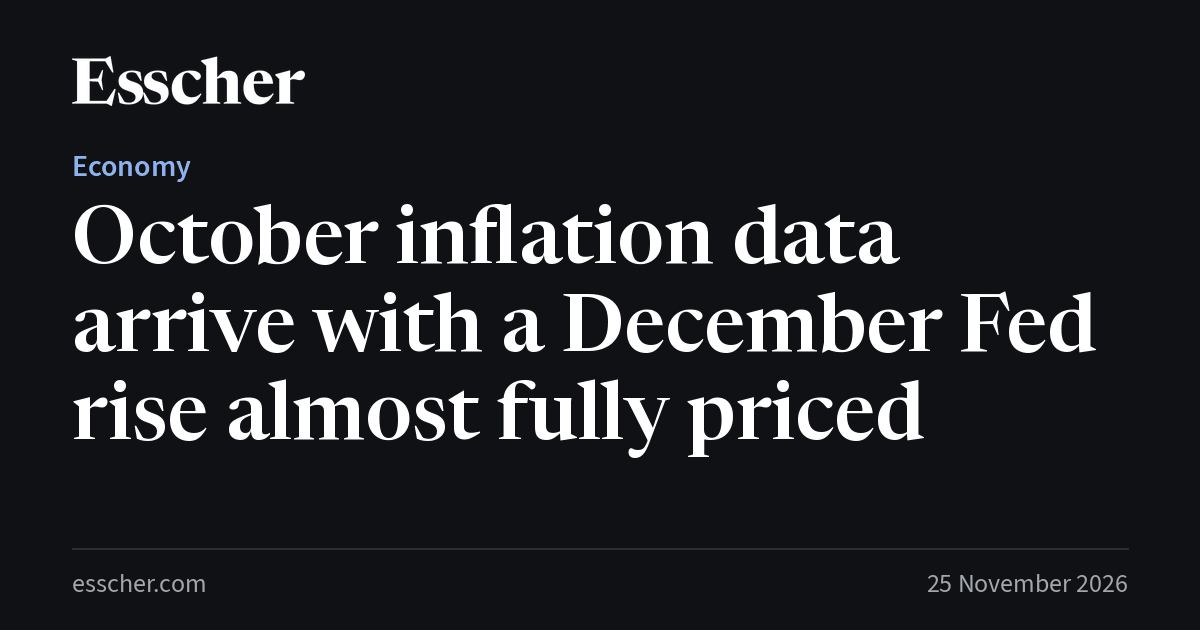 Esscher
Economy
October inflation data
arrive with a December Fed
rise almost fully priced
esscher.com
25 November 2026